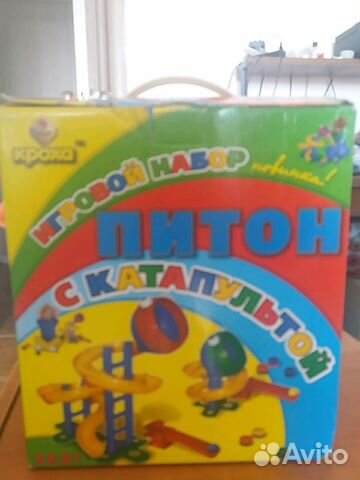 кроха
ИГРОВОЙ НАБОР
новинка!
ПИТОН
С КАТАПУЛЬТОЙ
Avito